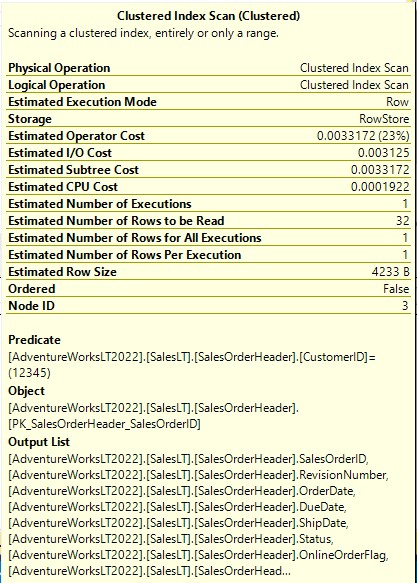 Clustered Index Scan (Clustered)
Scanning a clustered index, entirely or only a range.
Physical Operation Clustered Index Scan
Logical Operation Clustered Index Scan
Estimated Execution Mode Row
Storage RowStore
Estimated Operator Cost 0.0033172 (23%)
Estimated I/O Cost 0.003125
Estimated Subtree Cost 0.0033172
Estimated CPU Cost 0.0001922
Estimated Number of Executions 1
Estimated Number of Rows to be Read 32
Estimated Number of Rows for All Executions 1
Estimated Number of Rows Per Execution 1
Estimated Row Size 4233 B
Ordered False
Node ID 3
Predicate
[AdventureWorksLT2022].[SalesLT].[SalesOrderHeader].[CustomerID]=
(12345)
Object
[AdventureWorksLT2022].[SalesLT].[SalesOrderHeader].
[PK_SalesOrderHeader_SalesOrderID]
Output List
[AdventureWorksLT2022].[SalesLT].[SalesOrderHeader].SalesOrderID,
[AdventureWorksLT2022].[SalesLT].[SalesOrderHeader].RevisionNumber,
[AdventureWorksLT2022].[SalesLT].[SalesOrderHeader].OrderDate,
[AdventureWorksLT2022].[SalesLT].[SalesOrderHeader].DueDate,
[AdventureWorksLT2022].[SalesLT].[SalesOrderHeader].ShipDate,
[AdventureWorksLT2022].[SalesLT].[SalesOrderHeader].Status,
[AdventureWorksLT2022].[SalesLT].[SalesOrderHeader].OnlineOrderFlag,
[AdventureWorksLT2022].[SalesLT].[SalesOrderHead...